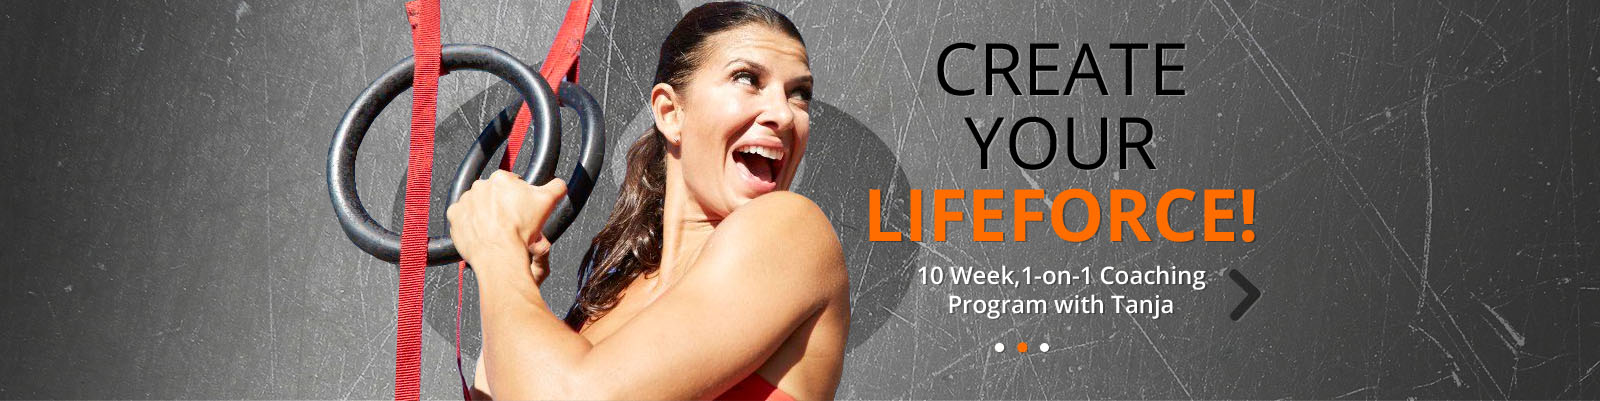 CREATE
YOUR
LIFEFORCE!
10 Week,1-on-1 Coaching
Program with Tanja